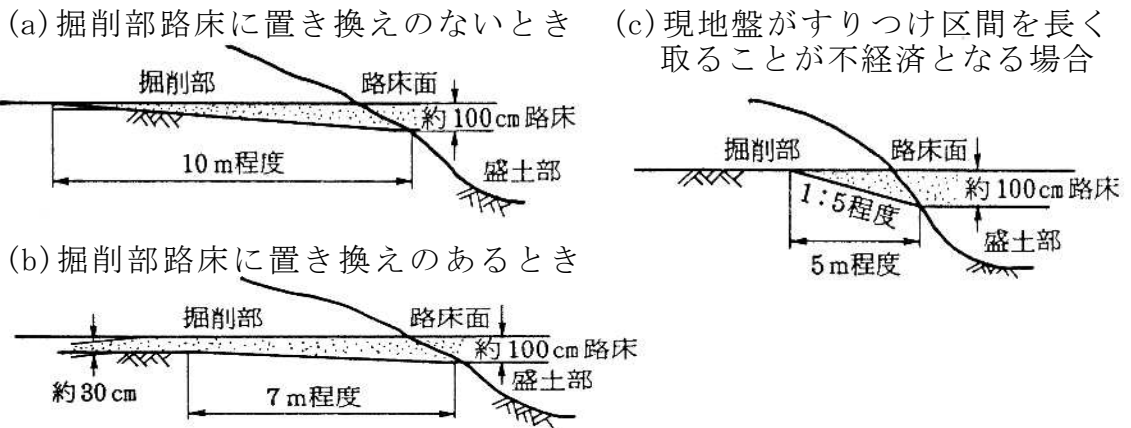 (a)掘削部路床に置き換えのないとき
掘削部
路床面
約100cm路床
10m程度
盛土部
(b)掘削部路床に置き換えのあるとき
掘削部
路床面
約100cm路床
約30cm
7m程度
盛土部
(c)現地盤がすりつけ区間を長く
取ることが不経済となる場合
掘削部
路床面
約100cm路床
1:5程度
5m程度
盛土部